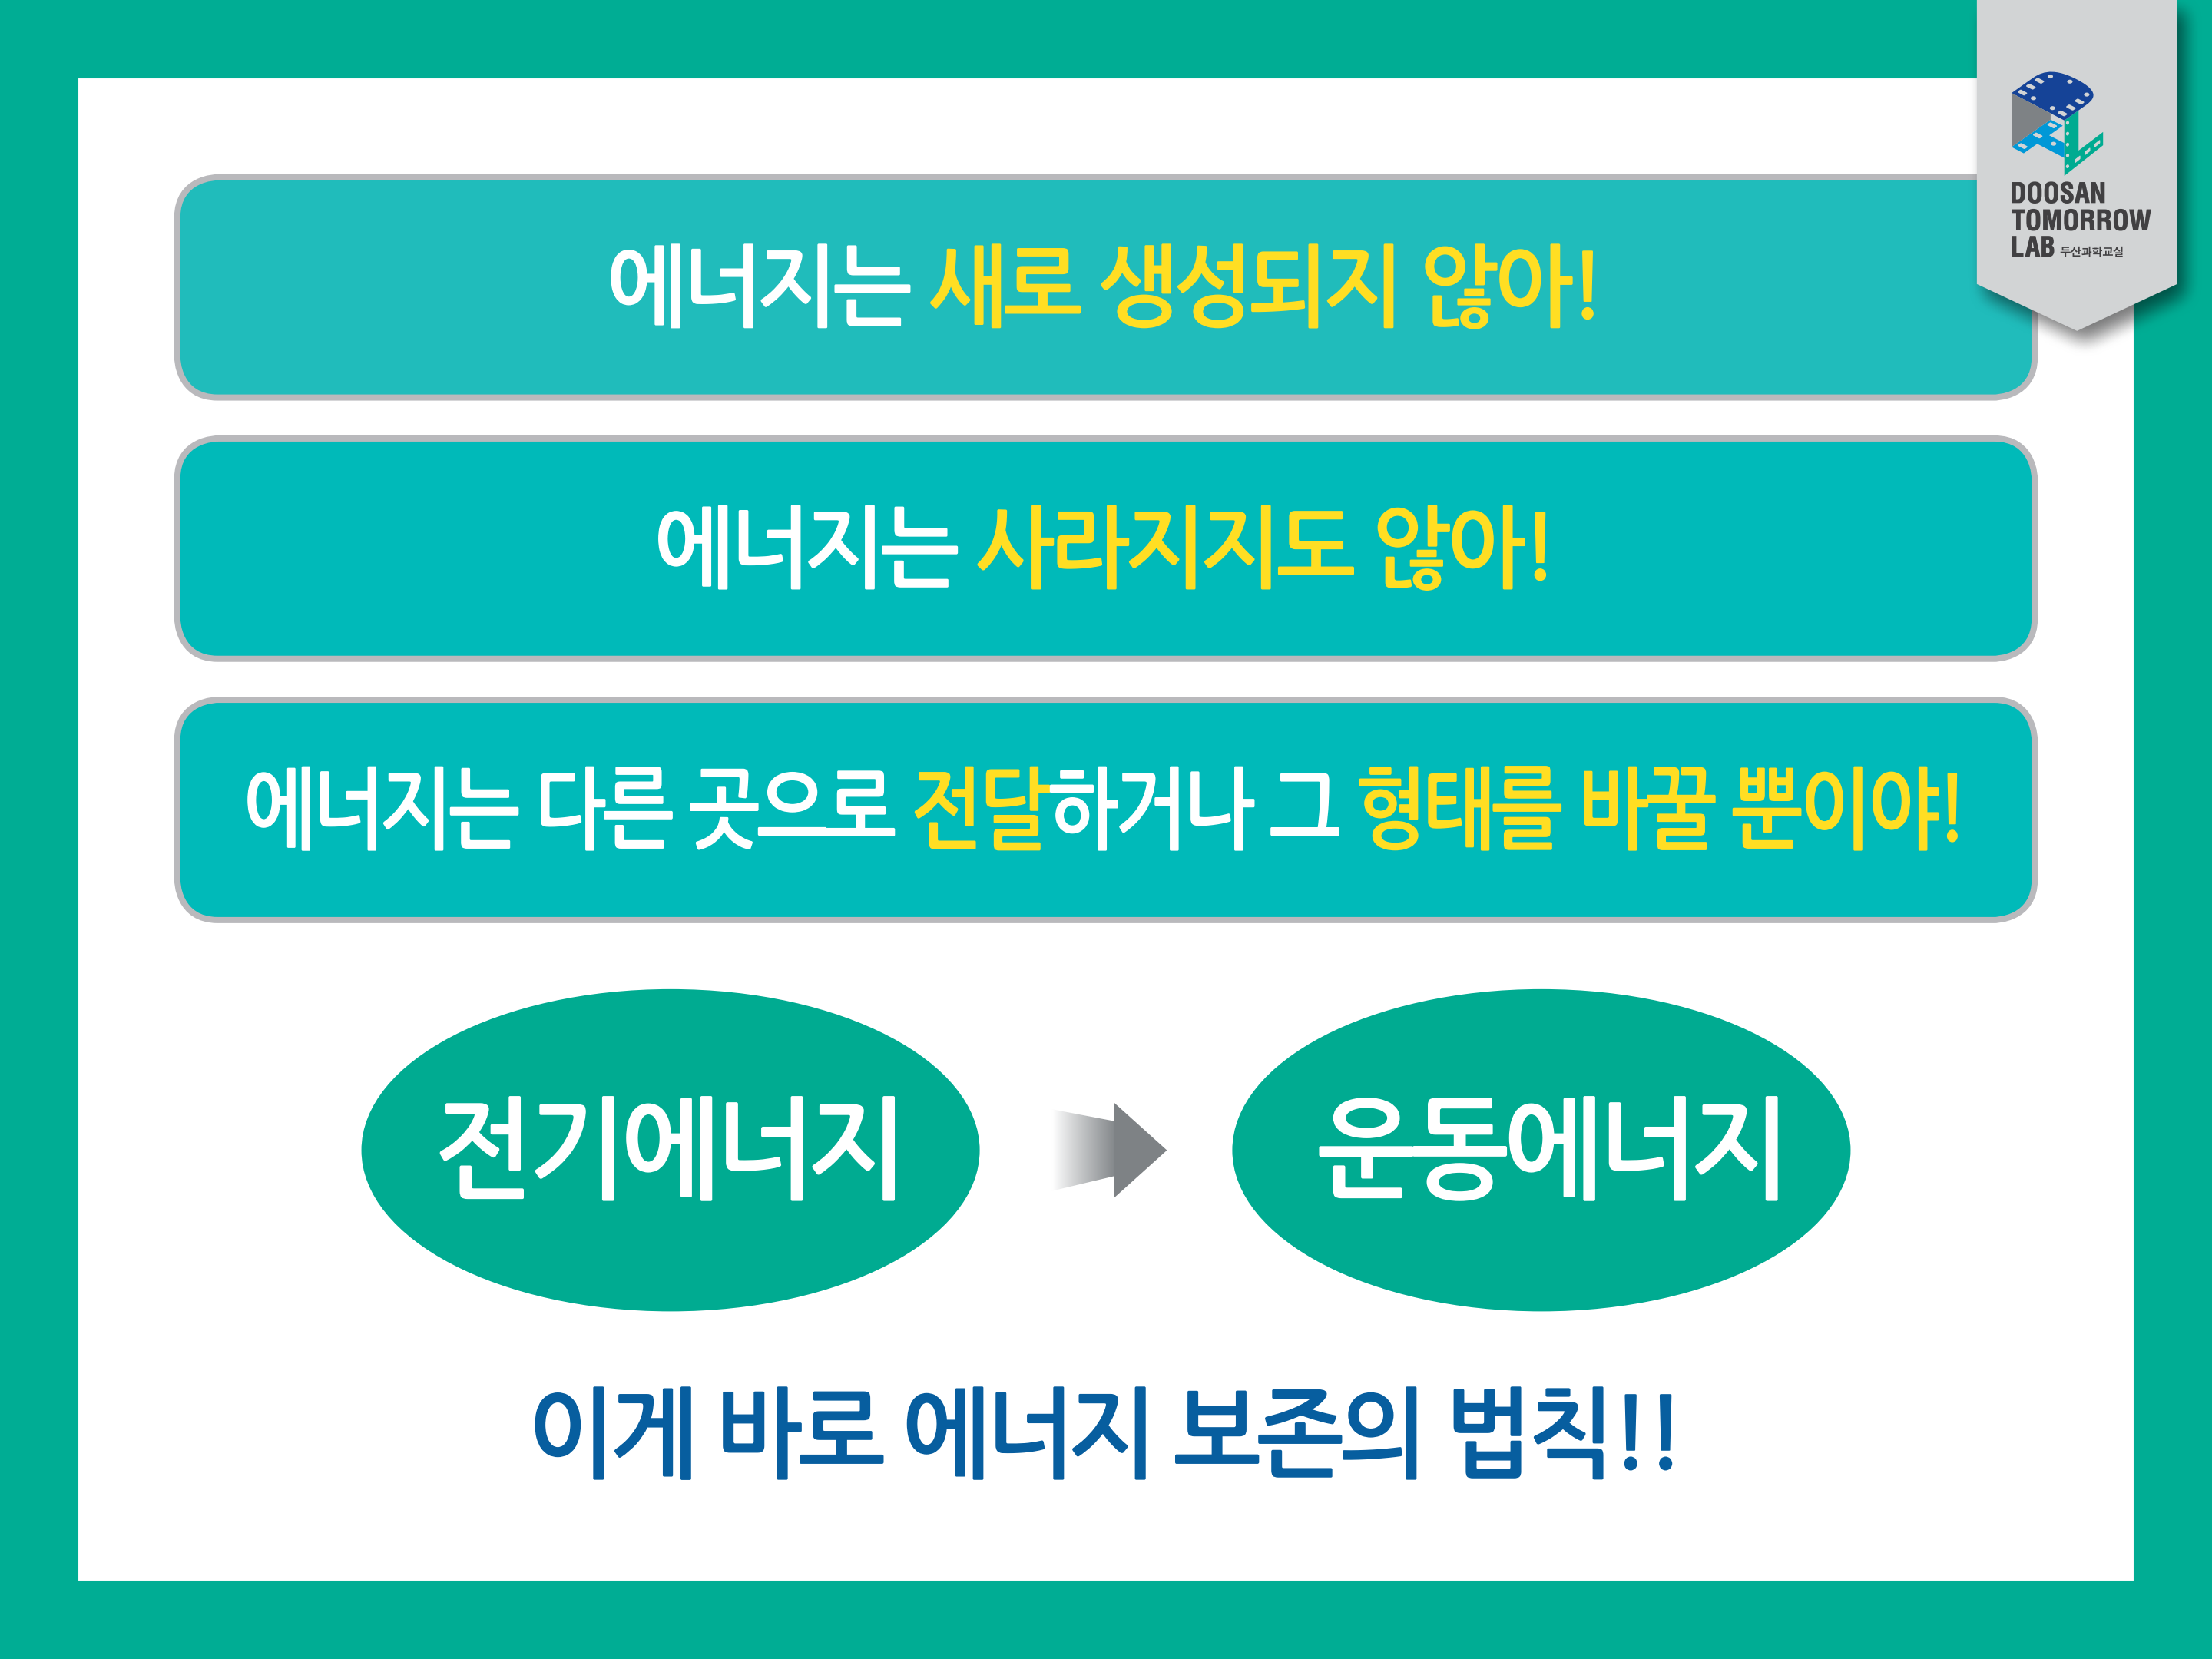 DOOSAN
TOMORROW
LAB 두산과학교실
에너지는 새로 생성되지 않아!
에너지는 사라지지도 않아!
에너지는 다른 곳으로 전달하거나 그 형태를 바꿀 뿐이야!
전기에너지
운동에너지
이게 바로 에너지 보존의 법칙!!